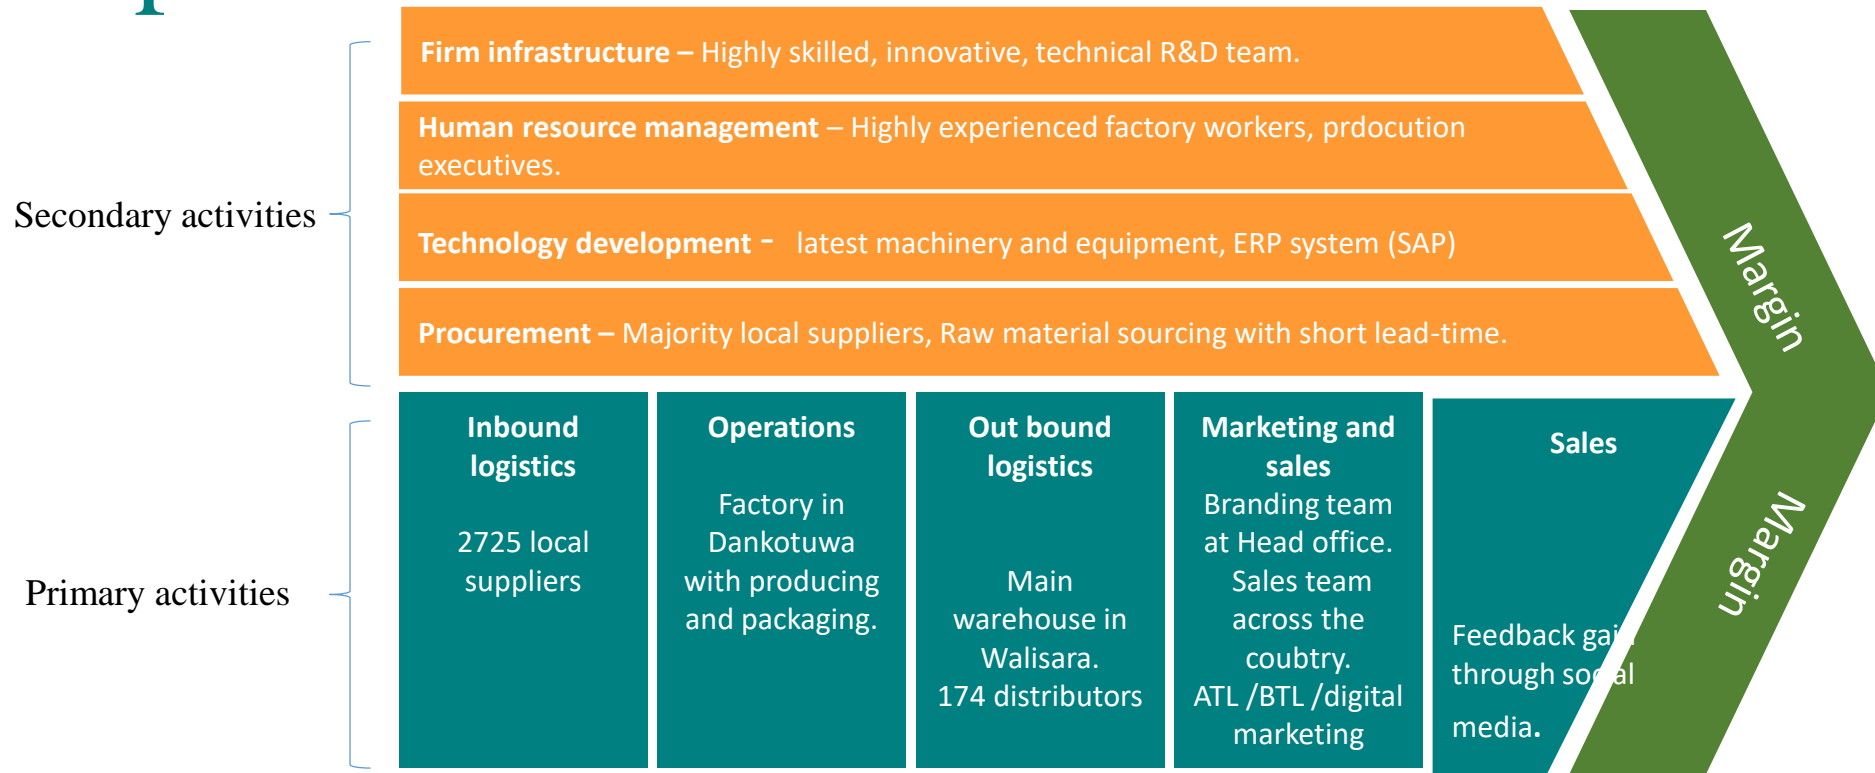 Firm infrastructure – Highly skilled, innovative, technical R&D team.
Human resource management – Highly experienced factory workers, prdocution
executives.
Secondary activities
Technology development - latest machinery and equipment, ERP system (SAP)
Procurement – Majority local suppliers, Raw material sourcing with short lead-time.
Margin
Primary activities
Inbound
logistics
2725 local
suppliers
Operations
Factory in
Dankotuwa
with producing
and packaging.
Out bound
logistics
Main
warehouse in
Walisara.
174 distributors
Marketing and
sales
Branding team
at Head office.
Sales team
across the
coubtry.
ATL /BTL /digital
marketing
Sales
Feedback gain
through social
media.
Margin